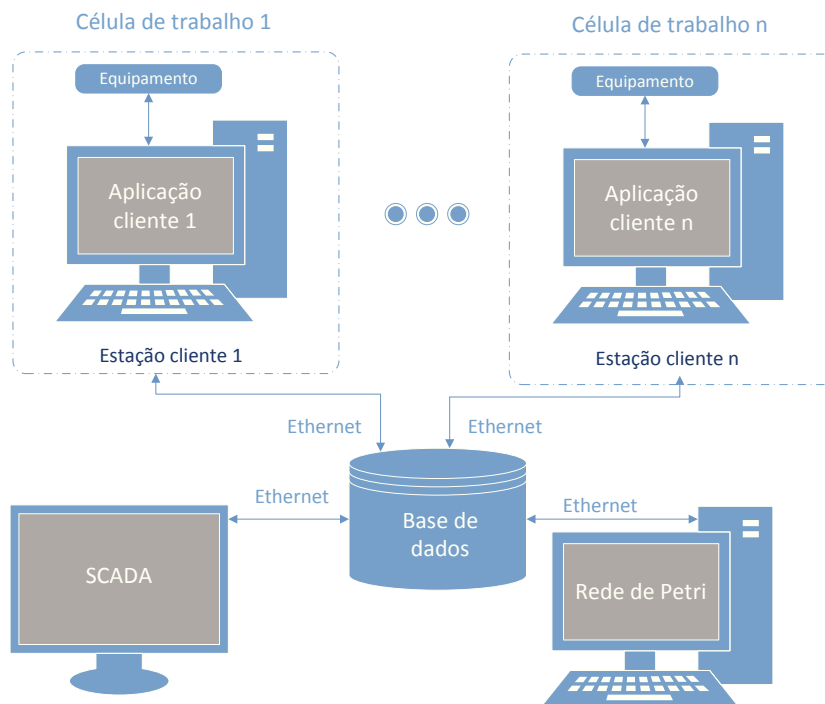 Célula de trabalho 1
Célula de trabalho n
Equipamento
Equipamento
Aplicação
cliente 1
Aplicação
cliente n
Estação cliente 1
Estação cliente n
Ethernet
Ethernet
Ethernet
Ethernet
Base de
dados
SCADA
Rede de Petri